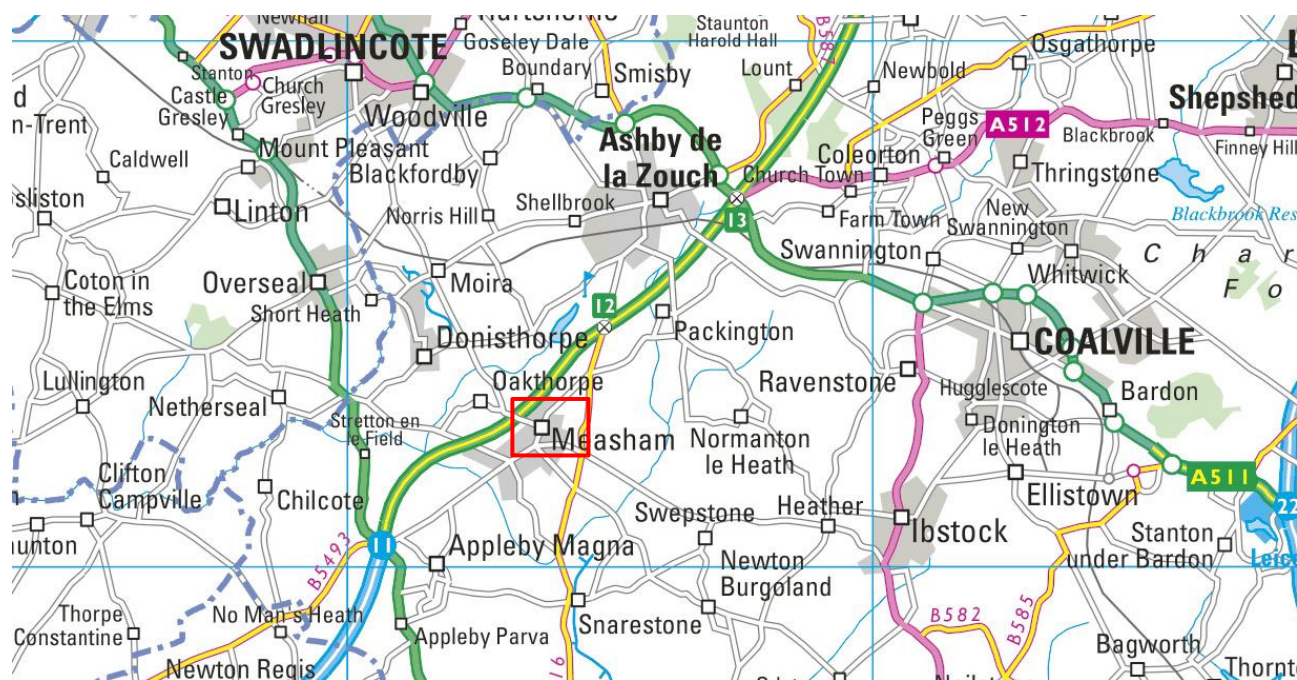 Newhall
Hartshorne
SWADLINCOTE
Goseley Dale
Boundary
Staunton
Harold Hall
B587
Osgathorpe
Stanton
Church
Gresley
Castle
Gresley
Woodville
Smisby
Lount
Newbold
Shepshed
n-Trent
Mount Pleasant
Caldwell
Blackfordby
Ashby de
la Zouch
Peggs
Green
A512
Blackbrook
Finney Hill
Coleorton
Church Town
Thringstone
Linton
Norris Hill
Shellbrook
13
Farm Town
New
Swannington
Blackbrook Res
Swannington
Overseal
Moira
Whitwick
C h a r
F o
Coton in
the Elms
Short Heath
12
Donisthorpe
Packington
COALVILLE
Lullington
Netherseal
Oakthorpe
Ravenstone
Hugglescote
Bardon
Stretton en
le Field
Measham
Normanton
le Heath
Donington
le Heath
Clifton
Campville
Chilcote
Ellistown
A511
22
Heather
Swepstone
Ibstock
Stanton
under Bardon
11
Appleby Magna
Newton
Burgoland
B5493
Thorpe
Constantine
No Man's Heath
Appleby Parva
Snarestone
B582
B585
Newton Regis
Bagworth